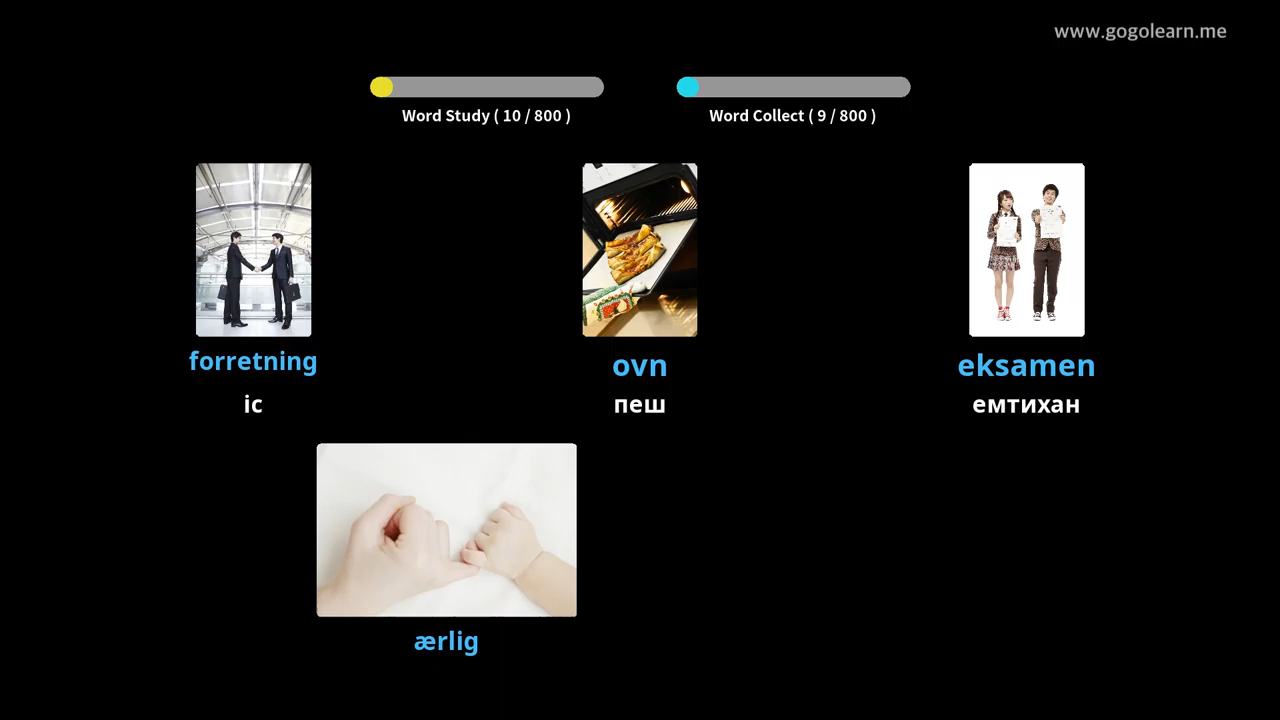 www.gogolearn.me
Word Study ( 10 / 800 )
Word Collect ( 9 / 800 )
forretning
іс
ovn
пеш
eksamen
емтихан
ærlig